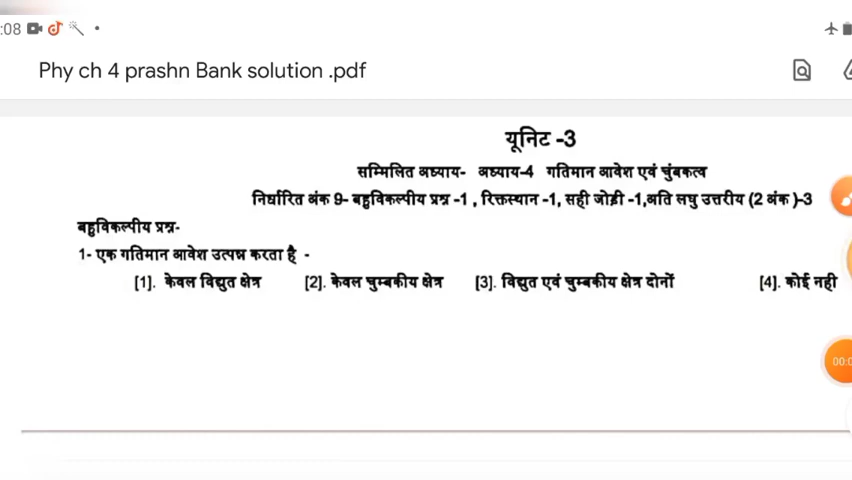 :08
Phy ch 4 prashn Bank solution .pdf
यूनिट -3
सम्मिलित अध्याय- अध्याय-4 गतिमान आवेश एवं चुंबकत्व
निर्धारित अंक 9- बहुविकल्पीय प्रश्न -1 , रिक्तस्थान -1, सही जोड़ी -1,अति लघु उत्तरीय (2 अंक )-3
बहुविकल्पीय प्रश्न-
1- एक गतिमान आवेश उत्पन्न करता है -
[1]. केवल विद्युत क्षेत्र [2]. केवल चुम्बकीय क्षेत्र [3]. विद्युत एवं चुम्बकीय क्षेत्र दोनों [4]. कोई नही